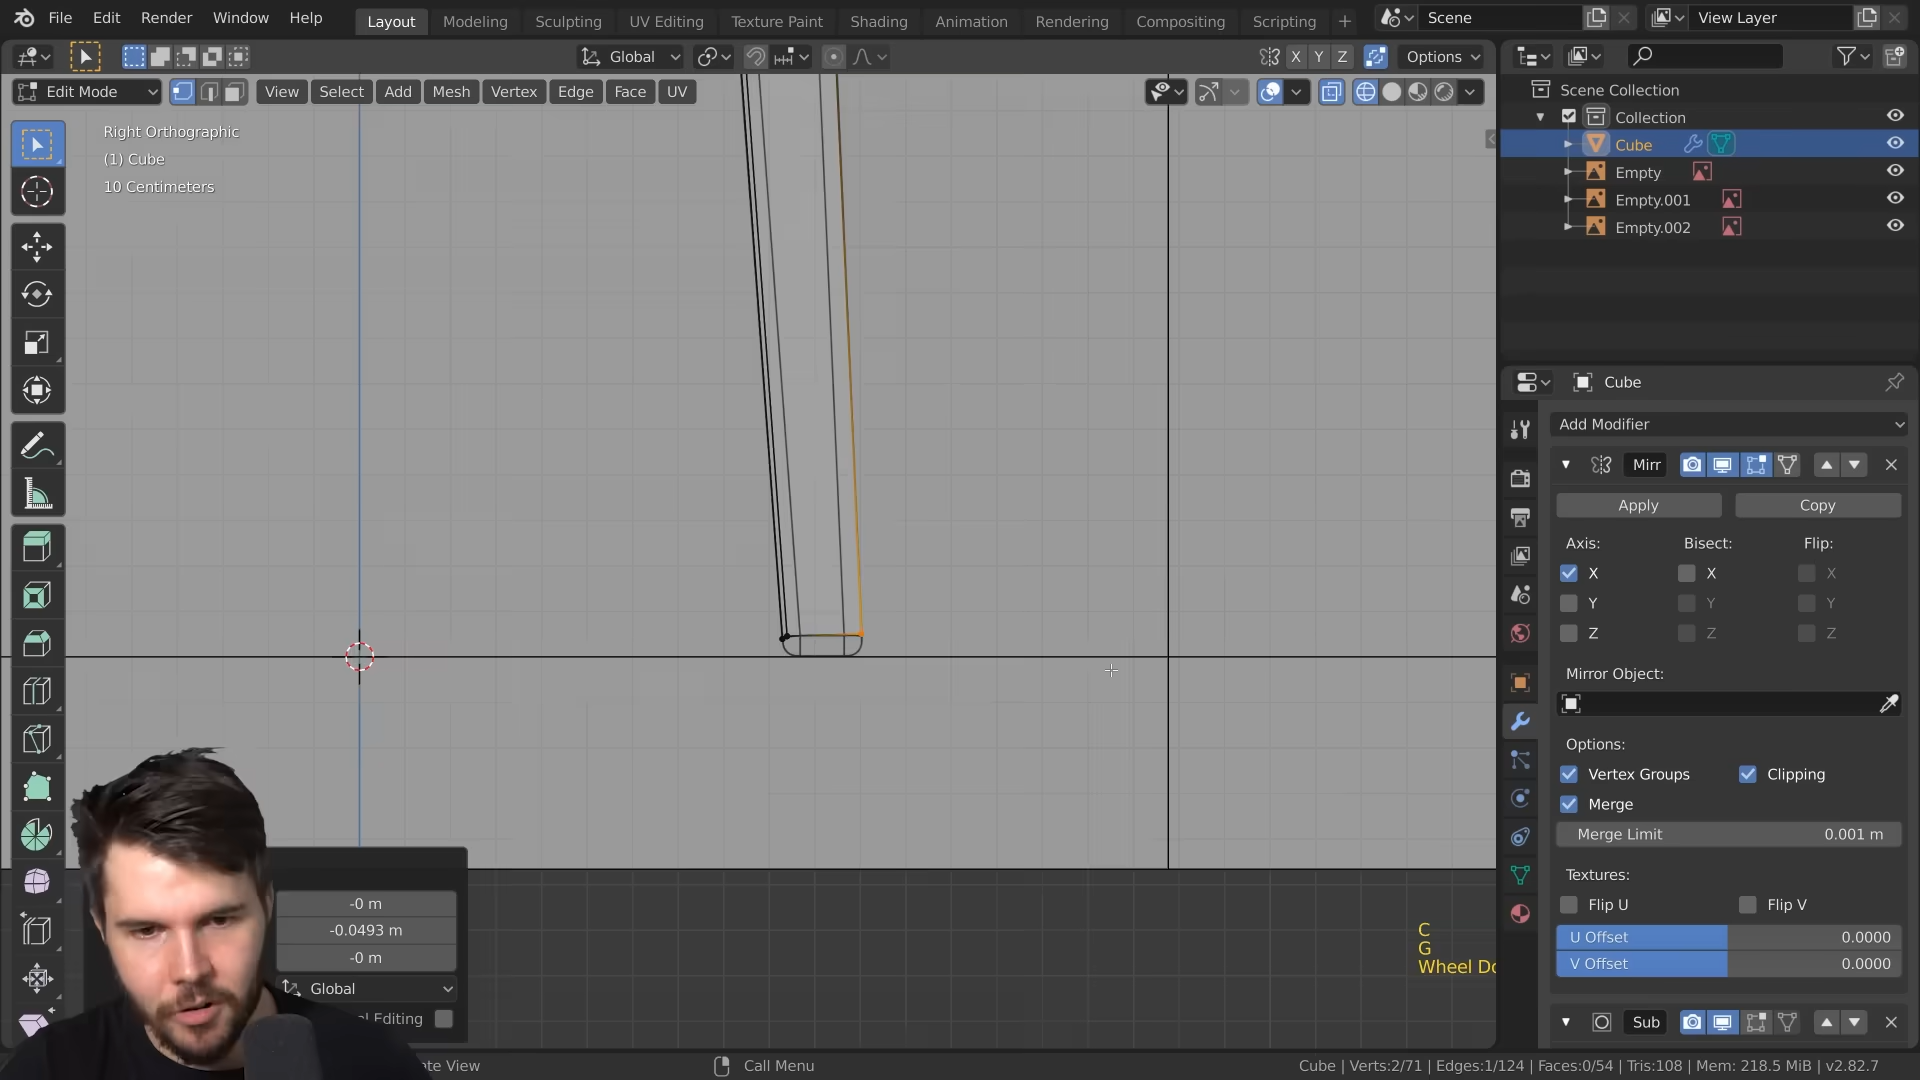 File Edit Render Window Help Layout Modeling Sculpting UV Editing Texture Paint Shading Animation Rendering Compositing Scripting + Scene View Layer
Global X Y Z Options
Edit Mode View Select Add Mesh Vertex Edge Face UV
Right Orthographic
(1) Cube
10 Centimeters
Scene Collection
Collection
Cube
Empty
Empty.001
Empty.002
Cube
Add Modifier
Mirr
Apply Copy
Axis: Bisect: Flip:
X X X
Y Y Y
Z Z Z
Mirror Object:
Options:
Vertex Groups Clipping
Merge
Merge Limit 0.001 m
Textures:
Flip U Flip V
U Offset 0.0000
V Offset 0.0000
Sub
-0 m
-0.0493 m
-0 m
Global
l Editing
C
G
Wheel Do
ate View Call Menu Cube | Verts:2/71 | Edges:1/124 | Faces:0/54 | Tris:108 | Mem: 218.5 MiB | v2.82.7